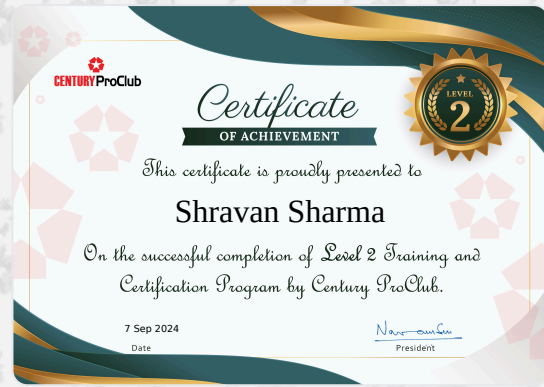 CENTURY ProClub
Certificate
OF ACHIEVEMENT
LEVEL
2
This certificate is proudly presented to
Shravan Sharma
On the successful completion of Level 2 Training and
Certification Program by Century ProClub.
7 Sep 2024
Date
President